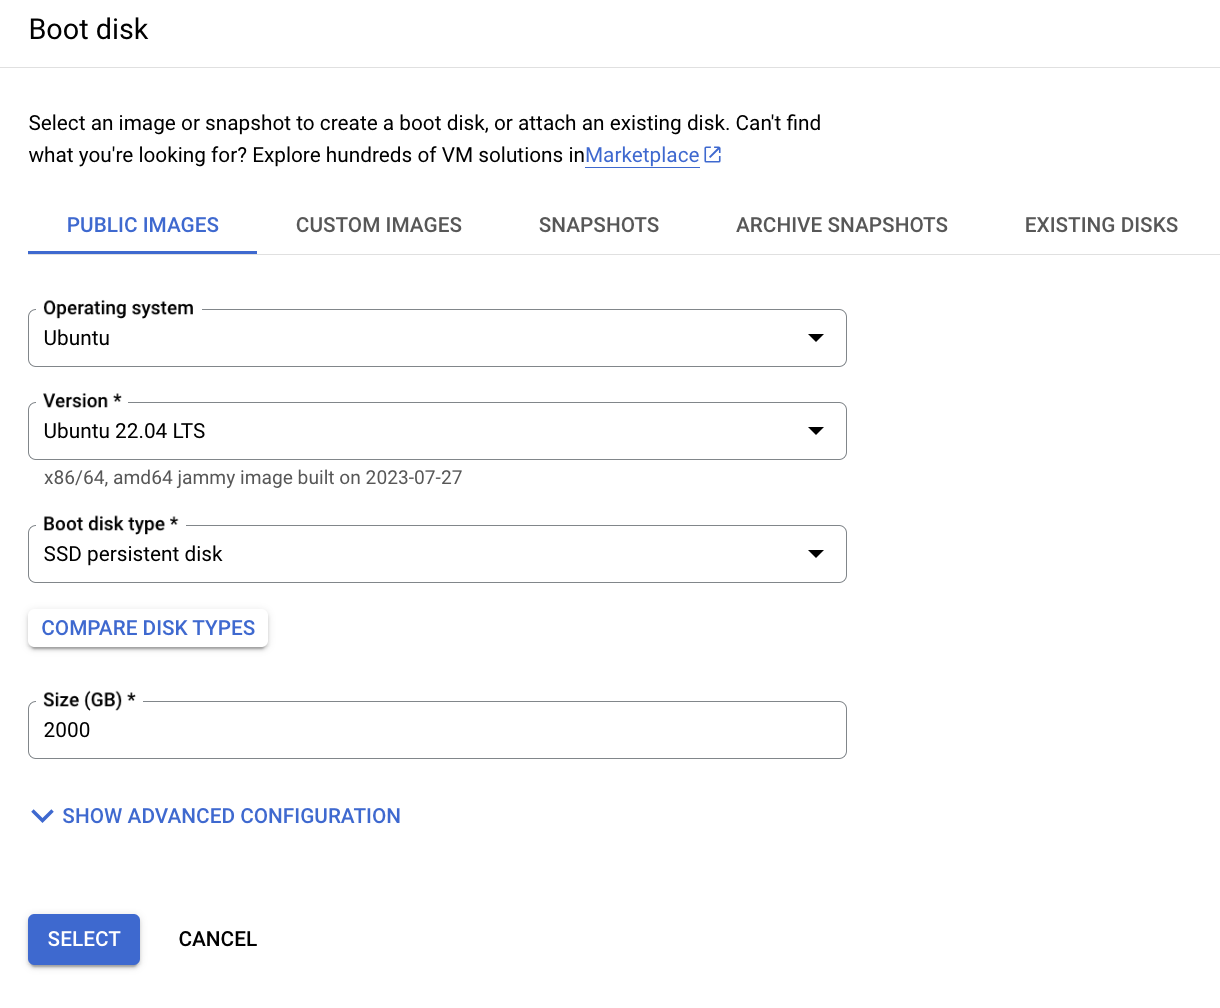 Boot disk
Select an image or snapshot to create a boot disk, or attach an existing disk. Can't find
what you're looking for? Explore hundreds of VM solutions inMarketplace
PUBLIC IMAGES CUSTOM IMAGES SNAPSHOTS ARCHIVE SNAPSHOTS EXISTING DISKS
Operating system
Ubuntu
Version *
Ubuntu 22.04 LTS
x86/64, amd64 jammy image built on 2023-07-27
Boot disk type *
SSD persistent disk
COMPARE DISK TYPES
Size (GB) *
2000
SHOW ADVANCED CONFIGURATION
SELECT CANCEL